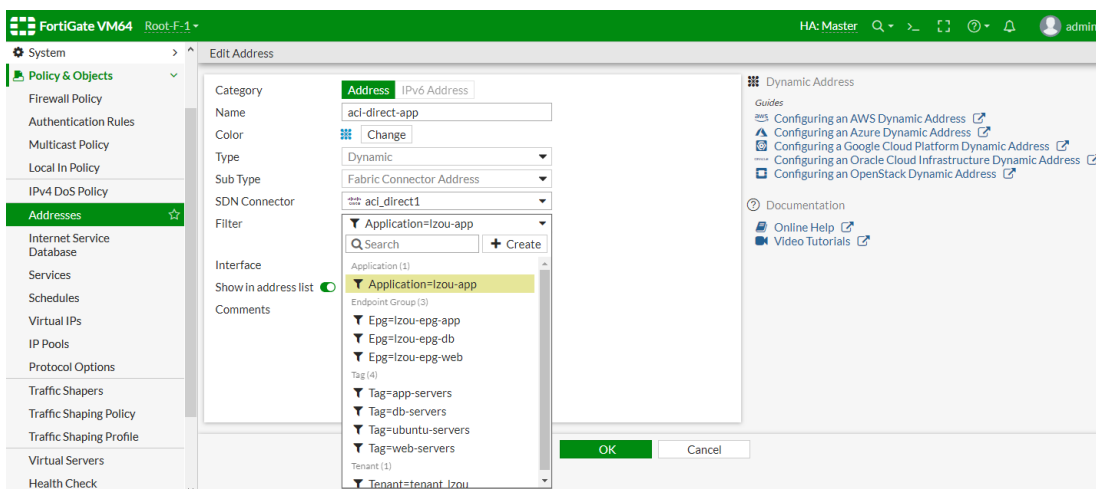 FortiGate VM64 Root-F-1 HA: Master admin
System
Policy & Objects
Firewall Policy
Authentication Rules
Multicast Policy
Local In Policy
IPv4 DoS Policy
Addresses
Internet Service
Database
Services
Schedules
Virtual IPs
IP Pools
Protocol Options
Traffic Shapers
Traffic Shaping Policy
Traffic Shaping Profile
Virtual Servers
Health Check
Edit Address
Category Address IPv6 Address
Name aci-direct-app
Color Change
Type Dynamic
Sub Type Fabric Connector Address
SDN Connector aci_direct1
Filter Application=lzou-app
Search + Create
Interface
Show in address list
Comments
Application (1)
Application=lzou-app
Endpoint Group (3)
Epg=lzou-epg-app
Epg=lzou-epg-db
Epg=lzou-epg-web
Tag (4)
Tag=app-servers
Tag=db-servers
Tag=ubuntu-servers
Tag=web-servers
Tenant (1)
Tenant=tenant_lzou
OK Cancel
Dynamic Address
Guides
aws Configuring an AWS Dynamic Address
Configuring an Azure Dynamic Address
Configuring a Google Cloud Platform Dynamic Address
Configuring an Oracle Cloud Infrastructure Dynamic Address
Configuring an OpenStack Dynamic Address
Documentation
Online Help
Video Tutorials